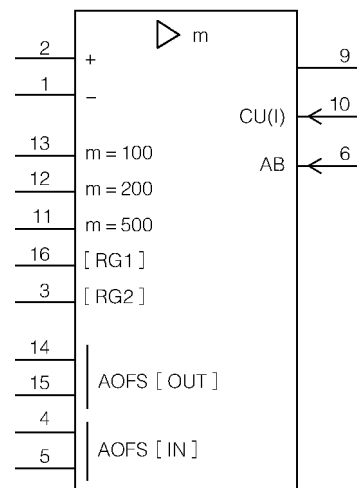 ▷ m
2 + 9
1 −
CU(I) 10
13 m = 100
AB 6
12 m = 200
11 m = 500
16 [ RG1 ]
3 [ RG2 ]
14
AOFS [ OUT ]
15
4
AOFS [ IN ]
5